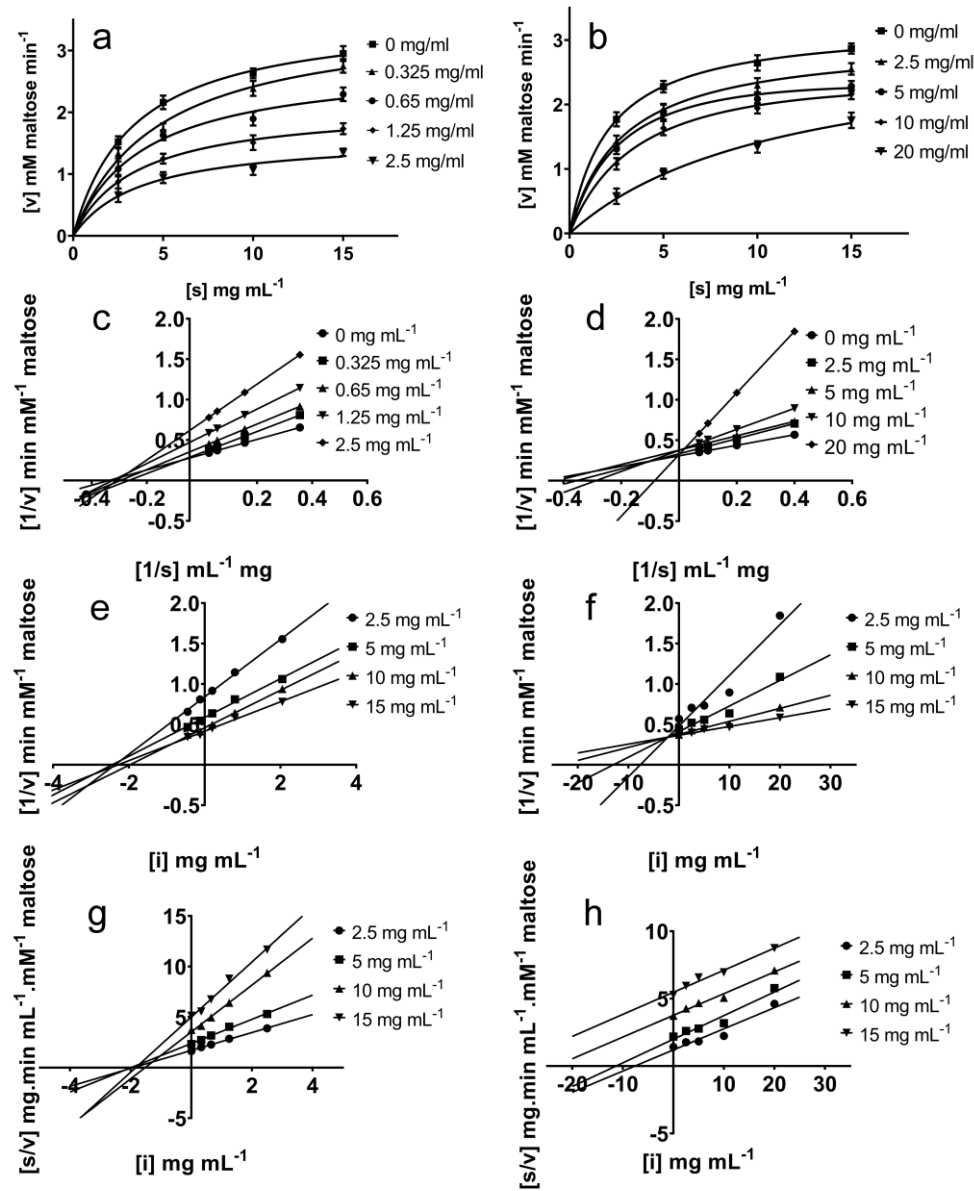 a
[v] mM maltose min⁻¹
3
2
1
0
0
5
10
15
[s] mg mL⁻¹
0 mg/ml
0.325 mg/ml
0.65 mg/ml
1.25 mg/ml
2.5 mg/ml
b
[v] mM maltose min⁻¹
3
2
1
0
0
5
10
15
[s] mg mL⁻¹
0 mg/ml
2.5 mg/ml
5 mg/ml
10 mg/ml
20 mg/ml
c
[1/v] min mM⁻¹ maltose
2.0
1.5
1.0
0.5
-0.5
-0.4
-0.2
0.0
0.2
0.4
0.6
[1/s] mL⁻¹ mg
0 mg mL⁻¹
0.325 mg mL⁻¹
0.65 mg mL⁻¹
1.25 mg mL⁻¹
2.5 mg mL⁻¹
d
[1/v] min mM⁻¹ maltose
2.0
1.5
1.0
0.5
-0.5
-0.4
-0.2
0.0
0.2
0.4
0.6
[1/s] mL⁻¹ mg
0 mg mL⁻¹
2.5 mg mL⁻¹
5 mg mL⁻¹
10 mg mL⁻¹
20 mg mL⁻¹
e
[1/v] min mM⁻¹ maltose
2.0
1.5
1.0
0.5
-0.5
-4
-2
0
2
4
[i] mg mL⁻¹
2.5 mg mL⁻¹
5 mg mL⁻¹
10 mg mL⁻¹
15 mg mL⁻¹
f
[1/v] min mM⁻¹ maltose
2.0
1.5
1.0
0.5
-0.5
-20
-10
0
10
20
30
[i] mg mL⁻¹
2.5 mg mL⁻¹
5 mg mL⁻¹
10 mg mL⁻¹
15 mg mL⁻¹
g
[s/v] mg.min mL⁻¹.mM⁻¹ maltose
15
10
5
-5
-4
-2
0
2
4
[i] mg mL⁻¹
2.5 mg mL⁻¹
5 mg mL⁻¹
10 mg mL⁻¹
15 mg mL⁻¹
h
[s/v] mg.min mL⁻¹.mM⁻¹ maltose
10
5
-5
-20
-10
0
10
20
30
[i] mg mL⁻¹
2.5 mg mL⁻¹
5 mg mL⁻¹
10 mg mL⁻¹
15 mg mL⁻¹